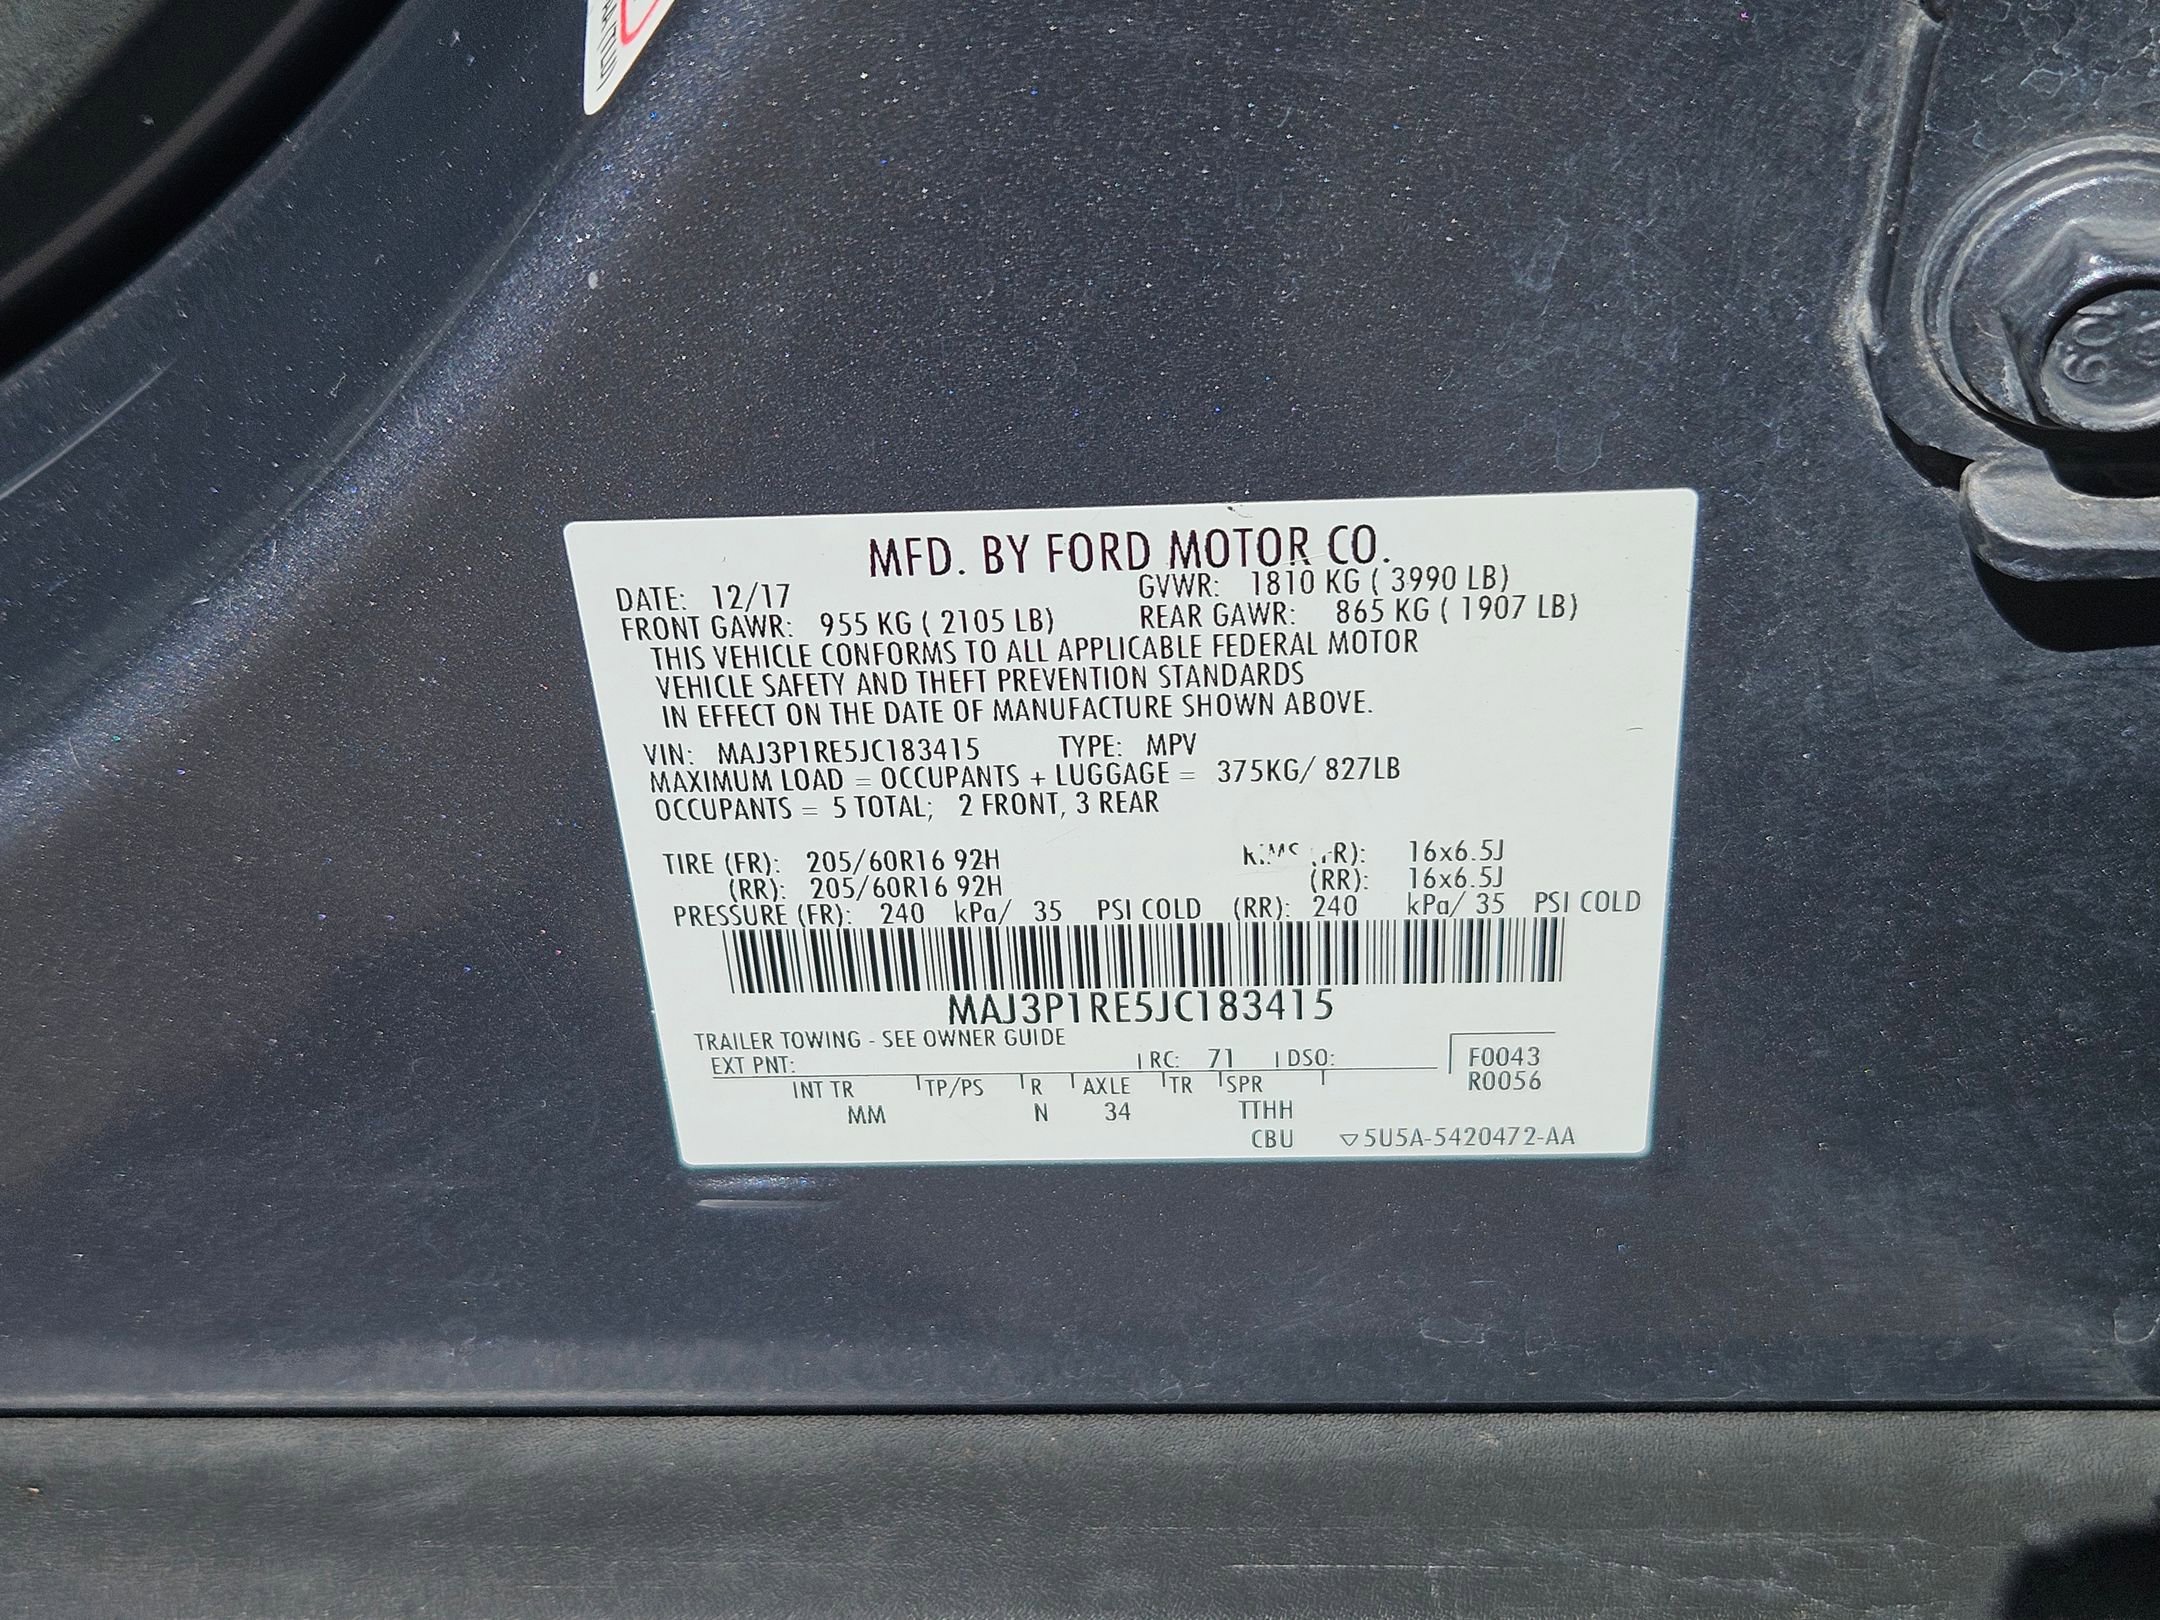 MFD. BY FORD MOTOR CO.
DATE: 12/17 GVWR: 1810 KG ( 3990 LB)
FRONT GAWR: 955 KG ( 2105 LB) REAR GAWR: 865 KG ( 1907 LB)
THIS VEHICLE CONFORMS TO ALL APPLICABLE FEDERAL MOTOR
VEHICLE SAFETY AND THEFT PREVENTION STANDARDS
IN EFFECT ON THE DATE OF MANUFACTURE SHOWN ABOVE.
VIN: MAJ3P1RE5JC183415 TYPE: MPV
MAXIMUM LOAD = OCCUPANTS + LUGGAGE = 375KG/ 827LB
OCCUPANTS = 5 TOTAL; 2 FRONT, 3 REAR
TIRE (FR): 205/60R16 92H 16x6.5J
(RR): 205/60R16 92H (RR): 16x6.5J
PRESSURE (FR): 240 kPa/ 35 PSI COLD (RR): 240 kPa/ 35 PSI COLD
MAJ3P1RE5JC183415
TRAILER TOWING - SEE OWNER GUIDE
EXT PNT: RC: 71 DSO: F0043
INT TR TP/PS R AXLE TR SPR R0056
MM N 34 TTHH
CBU ▽5U5A-5420472-AA